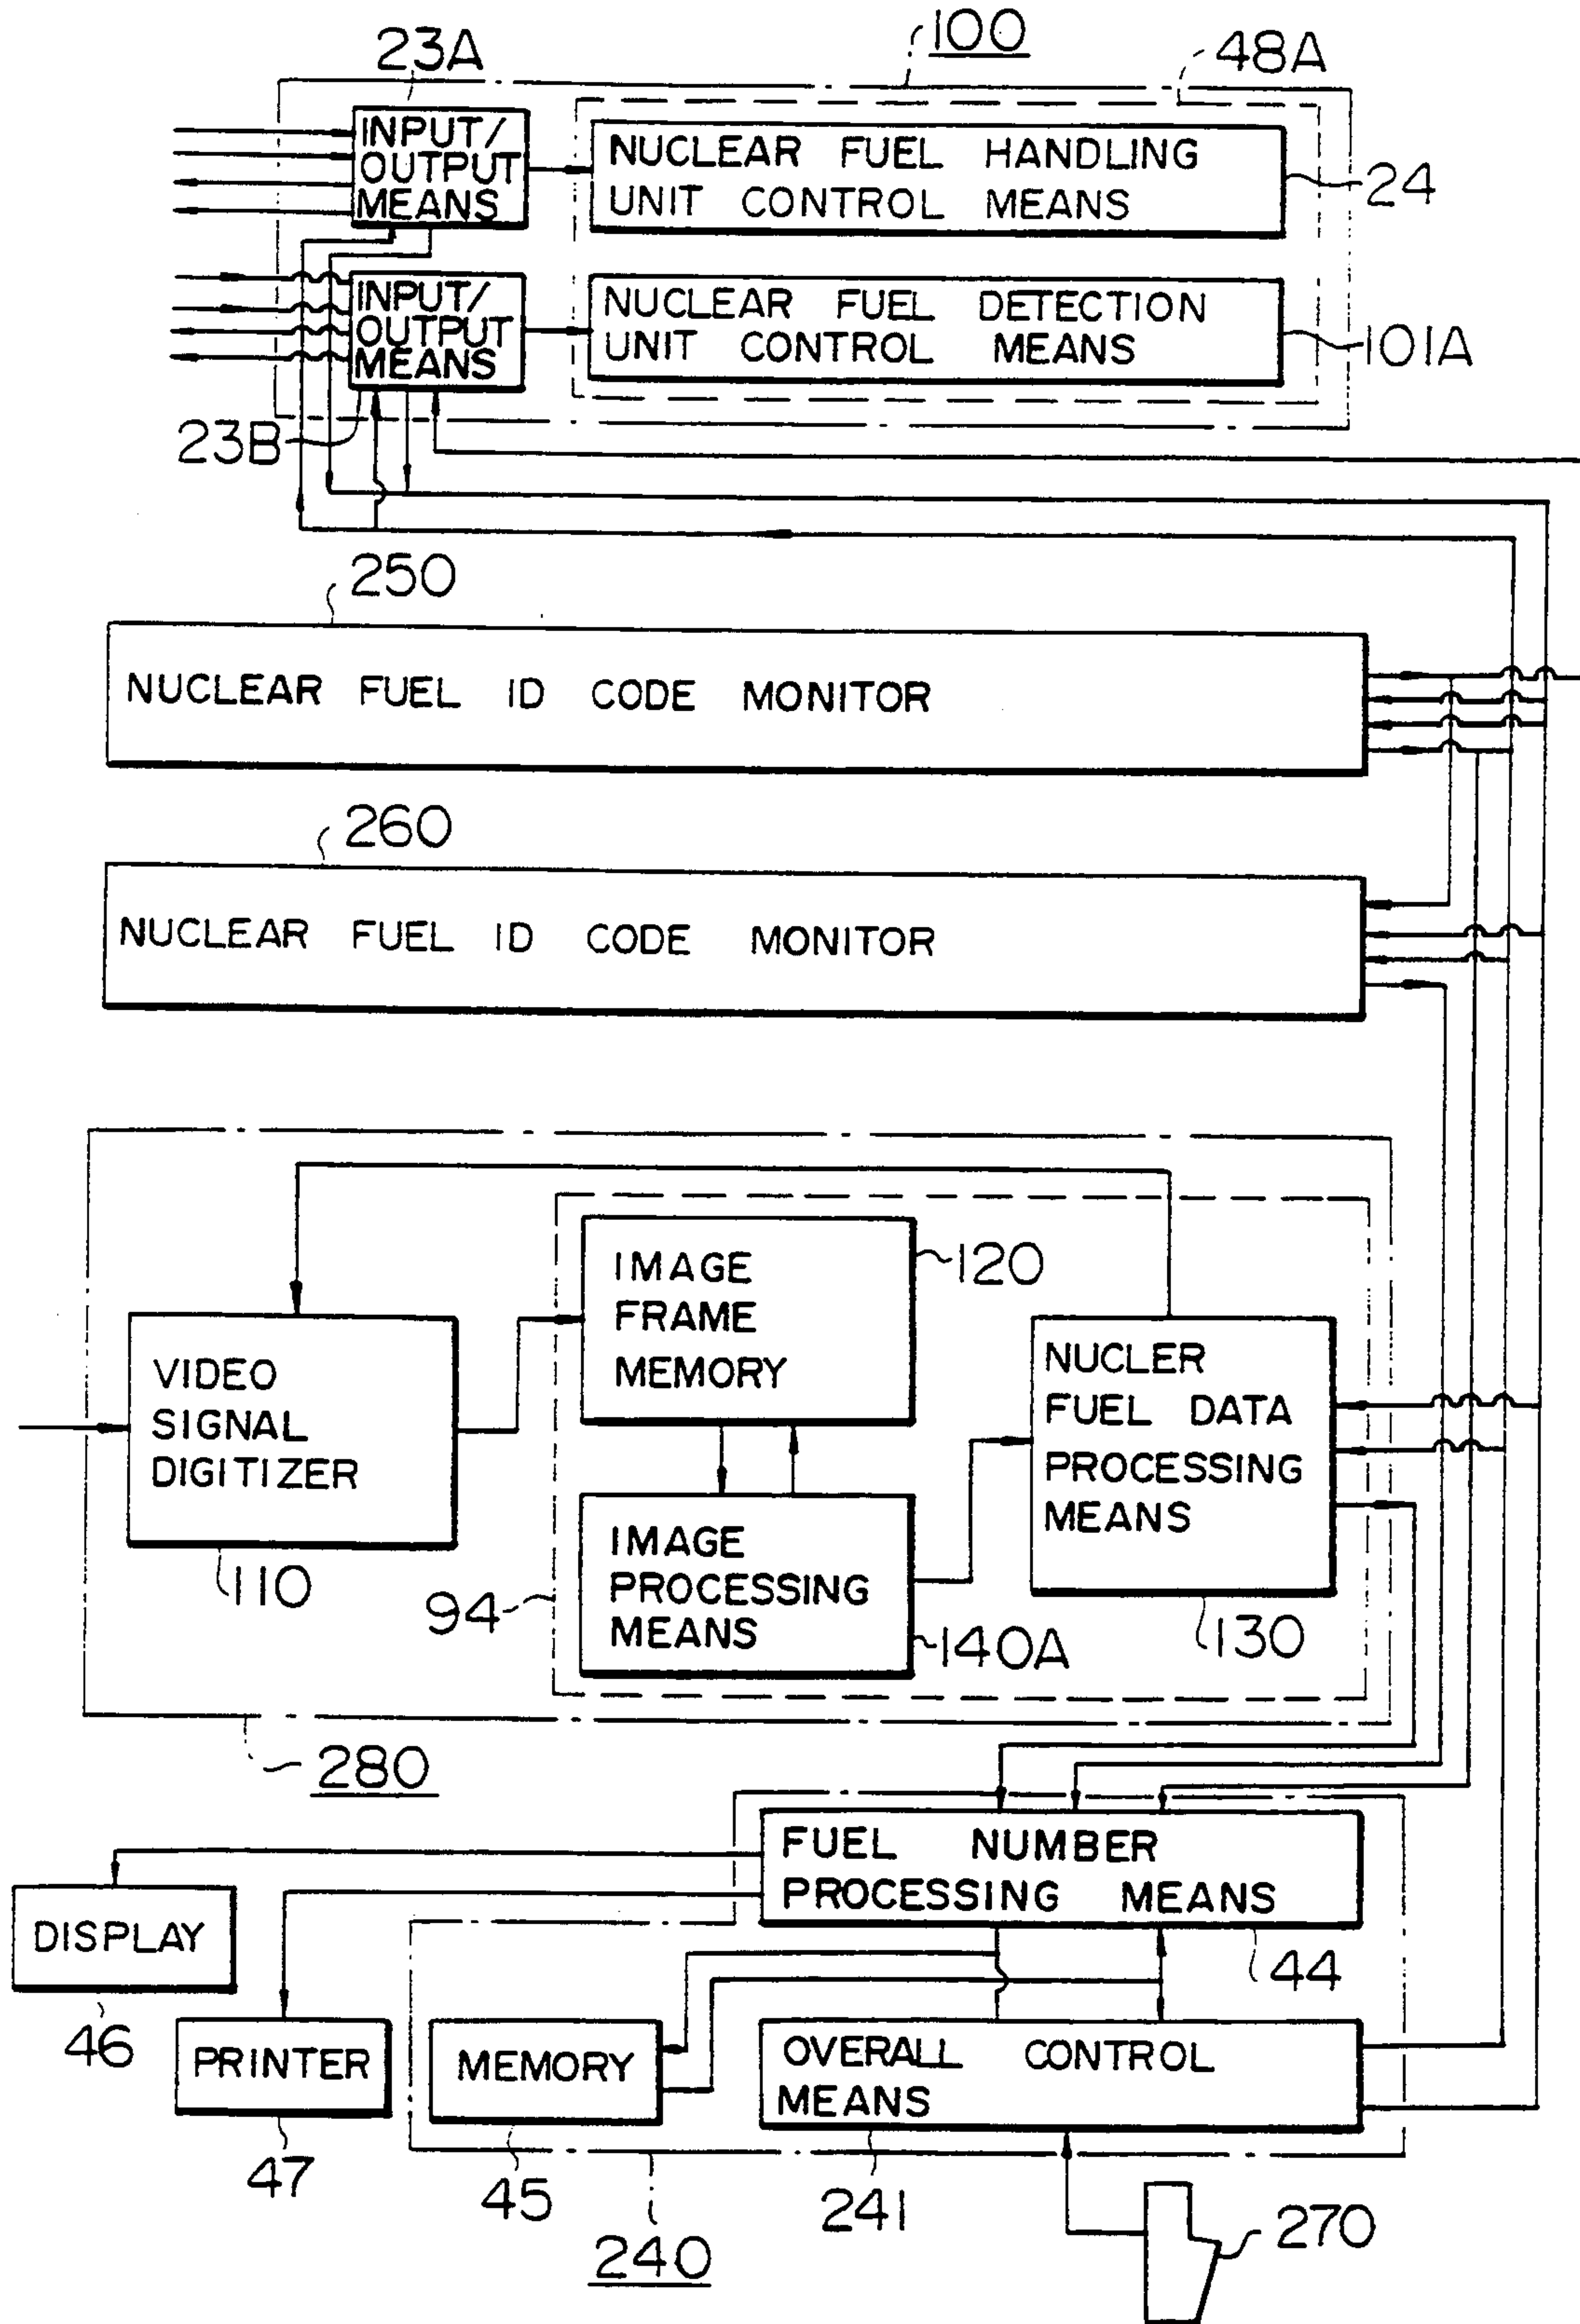 100
23A
48A
INPUT/
OUTPUT
MEANS
NUCLEAR FUEL HANDLING
UNIT CONTROL MEANS
24
INPUT/
OUTPUT
MEANS
NUCLEAR FUEL DETECTION
UNIT CONTROL MEANS
101A
23B
250
NUCLEAR FUEL ID CODE MONITOR
260
NUCLEAR FUEL ID CODE MONITOR
IMAGE
FRAME
MEMORY
120
VIDEO
SIGNAL
DIGITIZER
110
NUCLER
FUEL DATA
PROCESSING
MEANS
130
IMAGE
PROCESSING
MEANS
94
140A
280
FUEL NUMBER
PROCESSING MEANS
44
DISPLAY
46
PRINTER
47
MEMORY
45
OVERALL CONTROL
MEANS
241
240
270